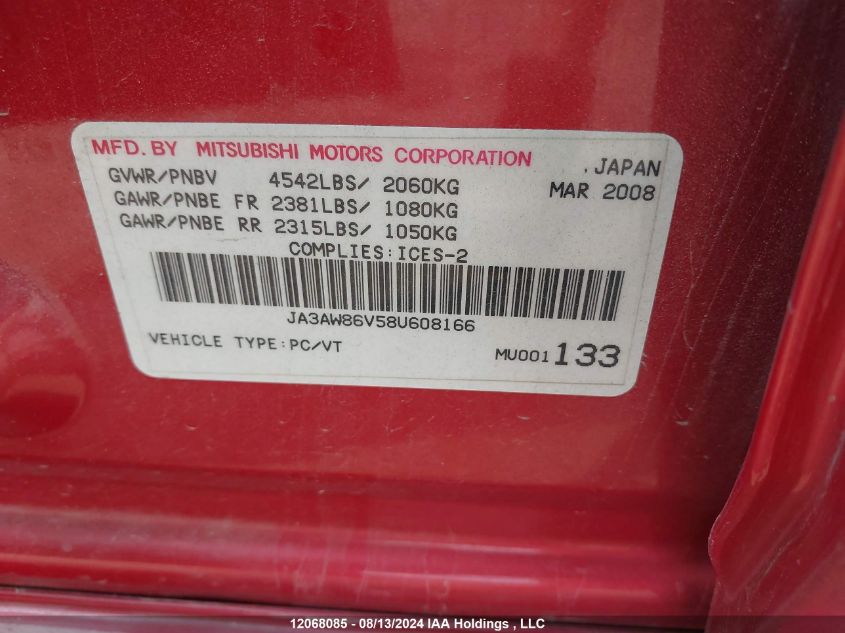 MFD. BY MITSUBISHI MOTORS CORPORATION .JAPAN
GVWR/PNBV 4542LBS/ 2060KG MAR 2008
GAWR/PNBE FR 2381LBS/ 1080KG
GAWR/PNBE RR 2315LBS/ 1050KG
COMPLIES:ICES-2
JA3AW86V58U608166
VEHICLE TYPE:PC/VT MU001133
12068085 - 08/13/2024 IAA Holdings , LLC